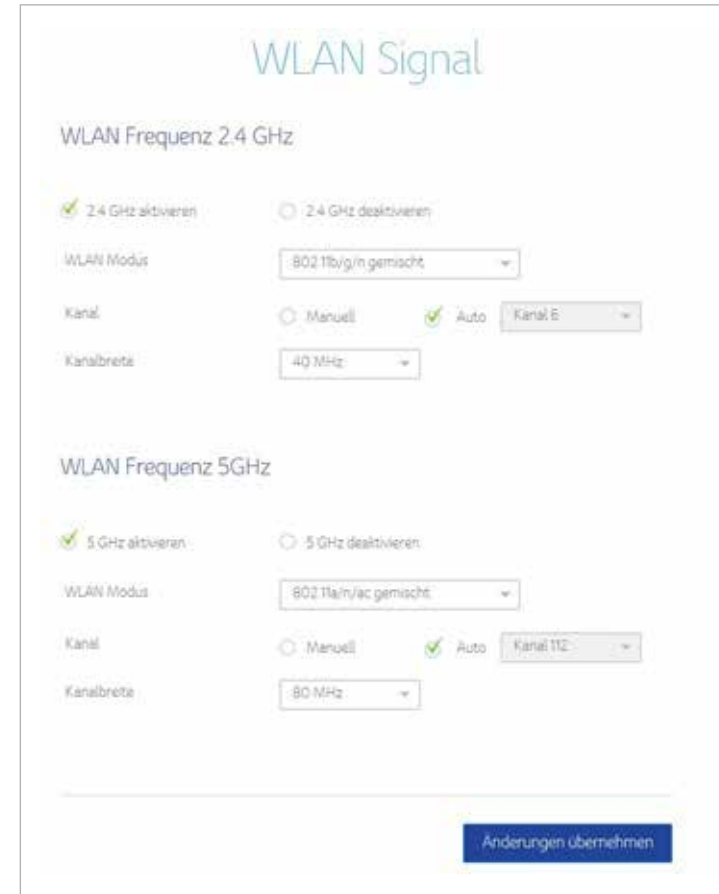 WLAN Signal
WLAN Frequenz 2.4 GHz
2.4 GHz aktivieren 2.4 GHz deaktivieren
WLAN Modus 802.11b/g/n gemischt
Kanal Manuell Auto Kanal 6
Kanalbreite 40 MHz
WLAN Frequenz 5GHz
5 GHz aktivieren 5 GHz deaktivieren
WLAN Modus 802.11a/n/ac gemischt
Kanal Manuell Auto Kanal 112
Kanalbreite 80 MHz
Änderungen übernehmen